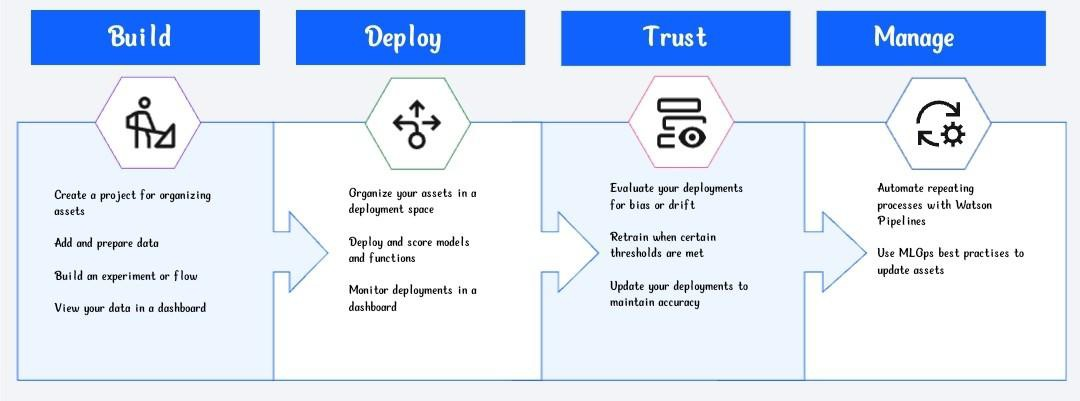 Build
Deploy
Trust
Manage
Create a project for organizing
assets
Add and prepare data
Build an experiment or flow
View your data in a dashboard
Organize your assets in a
deployment space
Deploy and score models
and functions
Monitor deployments in a
dashboard
Evaluate your deployments
for bias or drift
Retrain when certain
thresholds are met
Update your deployments to
maintain accuracy
Automate repeating
processes with Watson
Pipelines
Use MLOps best practises to
update assets